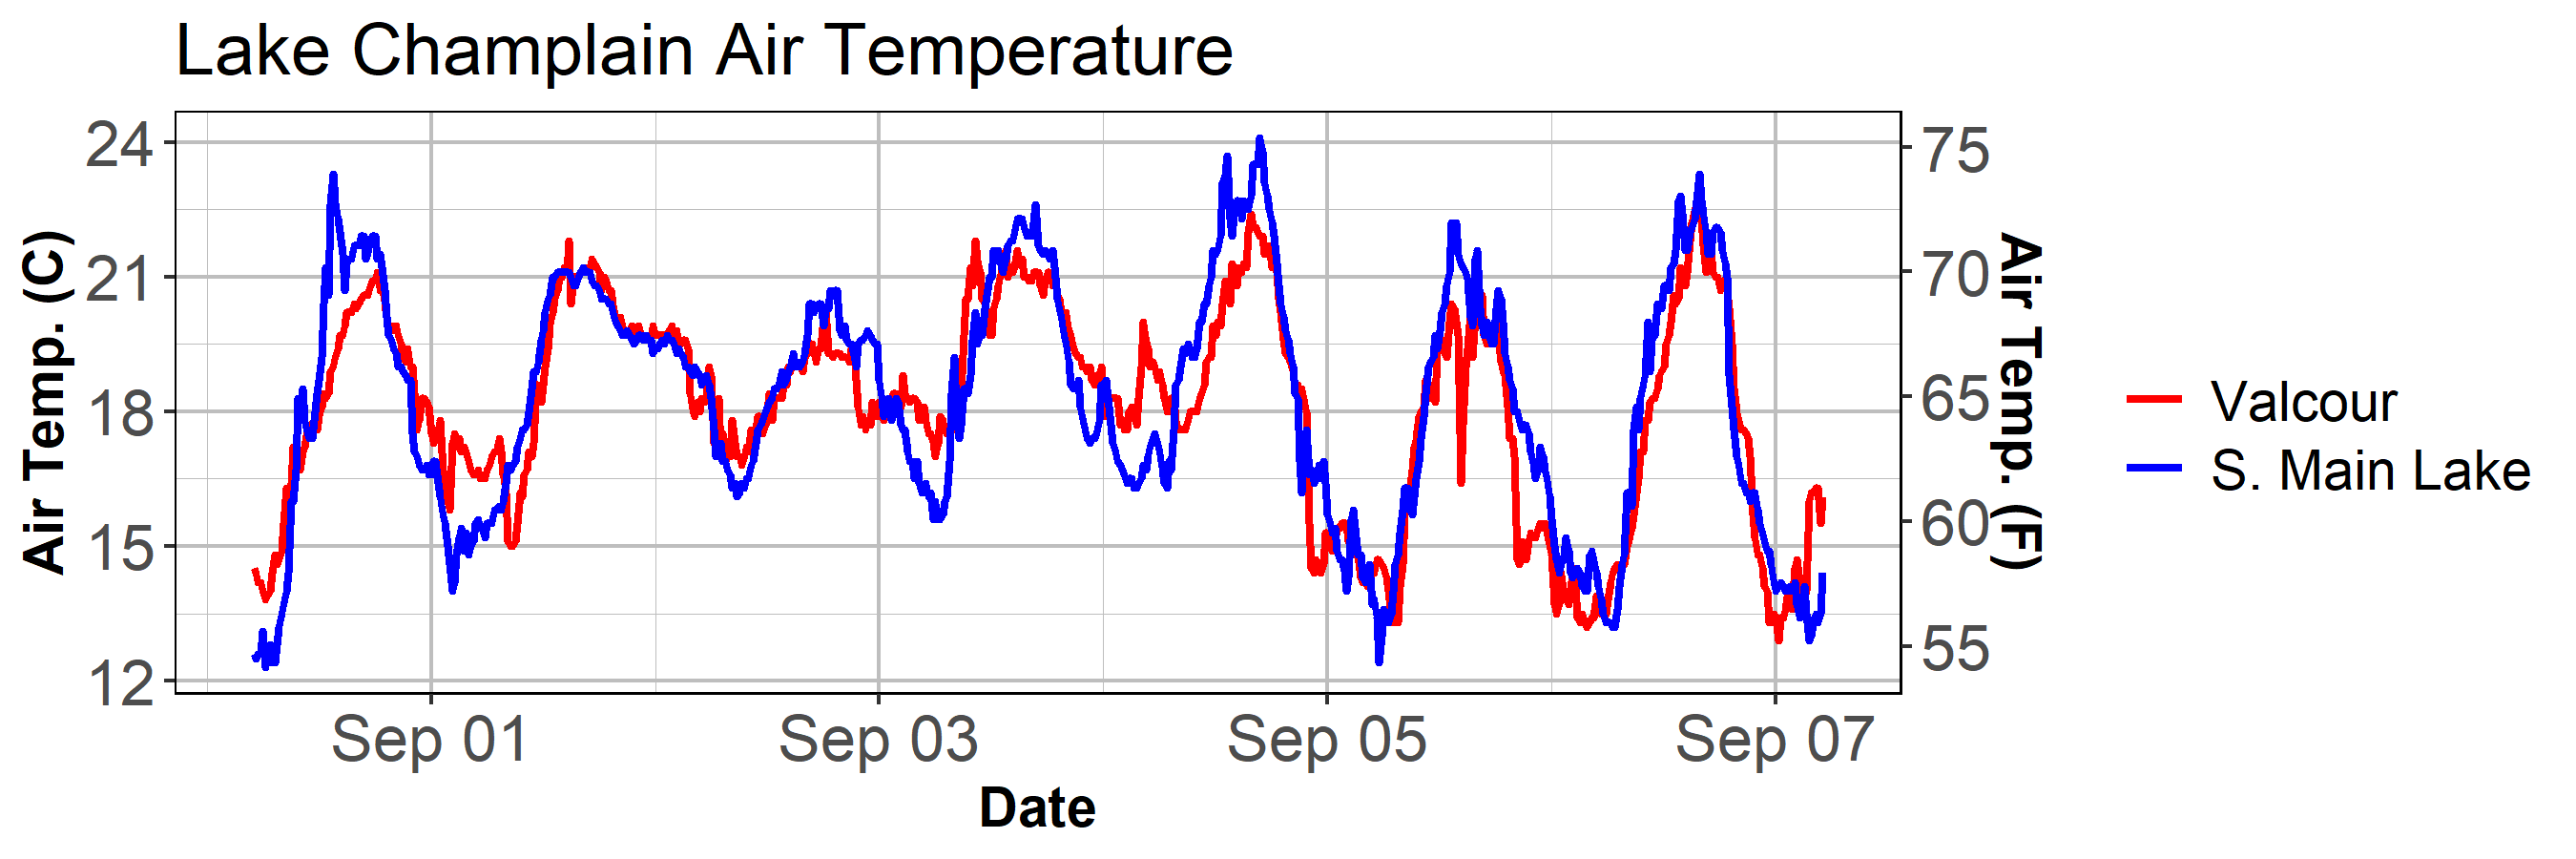 Lake Champlain Air Temperature
Air Temp. (C)
24
21
18
15
12
75
70
65
60
55
Air Temp. (F)
Sep 01
Sep 03
Sep 05
Sep 07
Date
Valcour
S. Main Lake